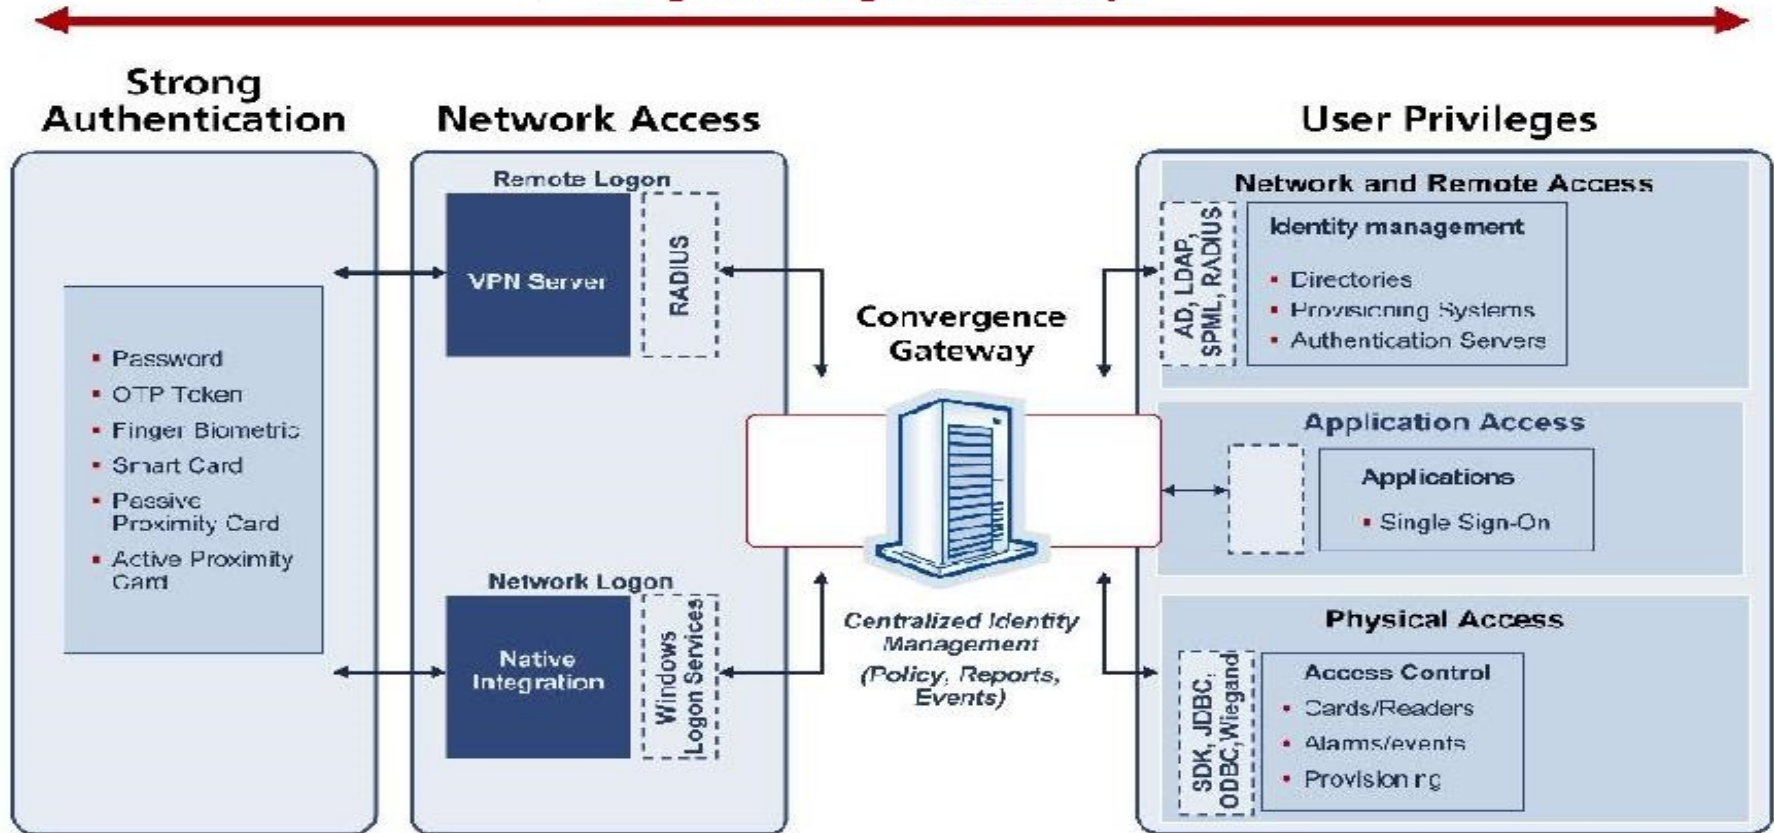 Strong
Authentication
Network Access
User Privileges
Password
OTP Token
Finger Biometric
Smart Card
Passive
Proximity Card
Active Proximity
Card
Remote Logon
VPN Server
RADIUS
Network Logon
Native
Integration
Windows
Logon Services
Convergence
Gateway
Centralized Identity
Management
(Policy, Reports,
Events)
Network and Remote Access
AD, LDAP,
SPML, RADIUS
Identity management
Directories
Provisioning Systems
Authentication Servers
Application Access
Applications
Single Sign-On
Physical Access
SDK, JDBC,
ODBC,Wiegand
Access Control
Cards/Readers
Alarms/events
Provisioning